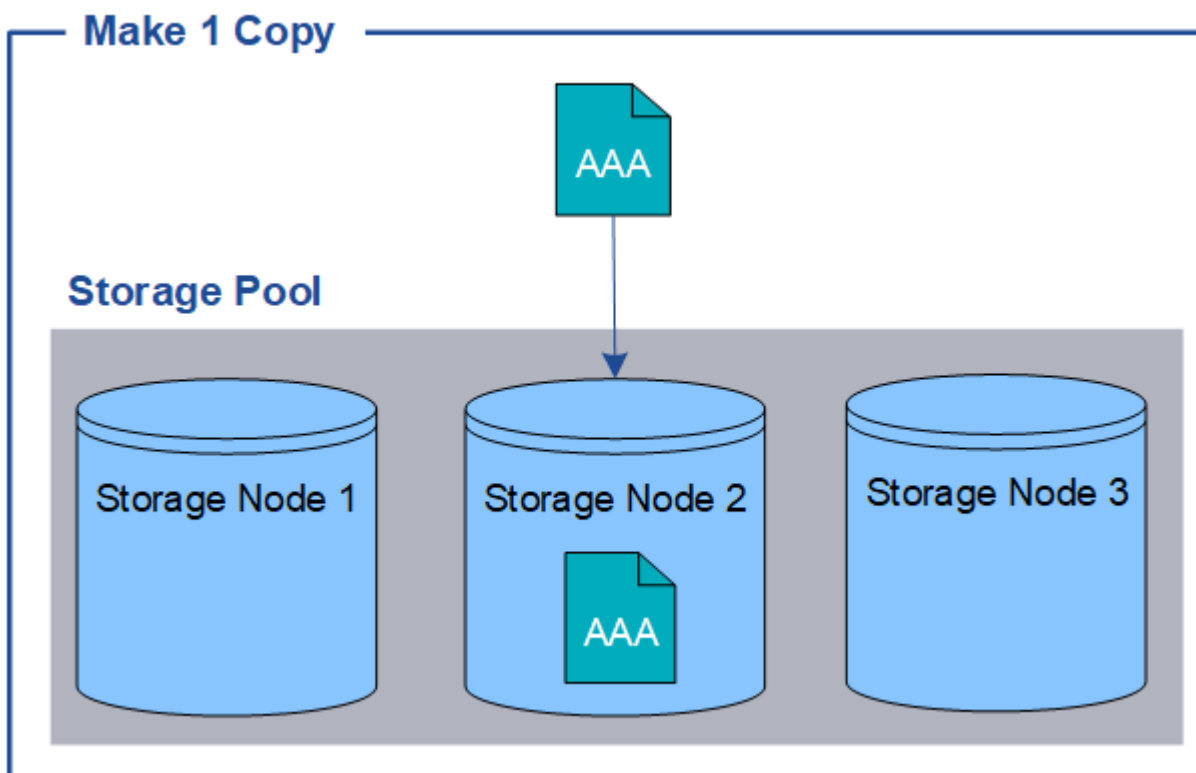 Make 1 Copy
AAA
Storage Pool
Storage Node 1
Storage Node 2
Storage Node 3
AAA